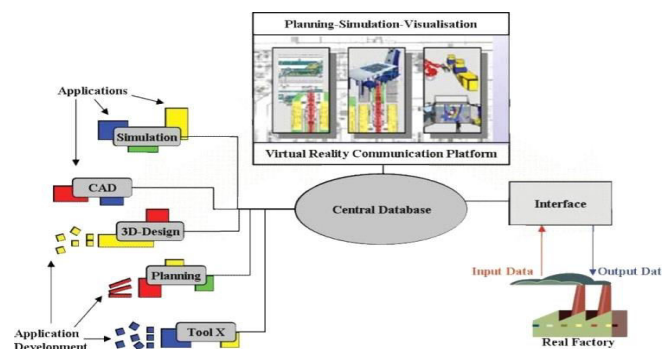 Planning-Simulation-Visualisation
Virtual Reality Communication Platform
Applications
Simulation
CAD
3D-Design
Planning
Tool X
Application
Development
Central Database
Interface
Input Data
Output Dat
Real Factory